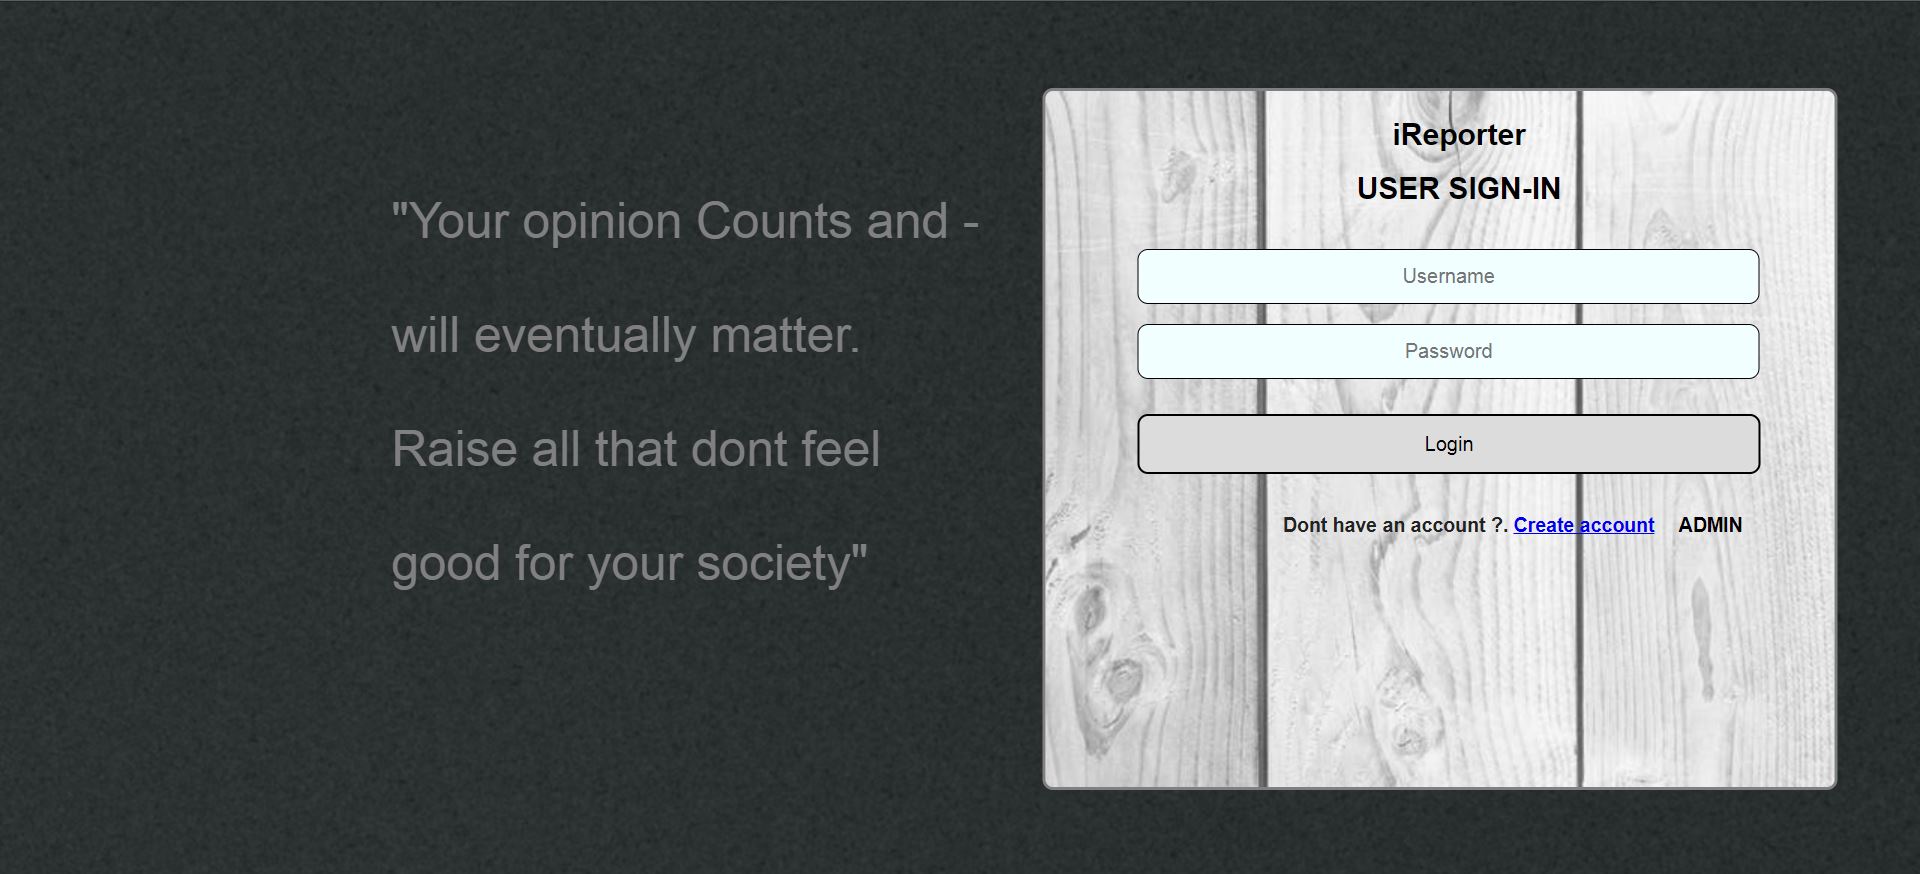 "Your opinion Counts and -
will eventually matter.
Raise all that dont feel
good for your society"
iReporter
USER SIGN-IN
Username
Password
Login
Dont have an account ?. Create account ADMIN